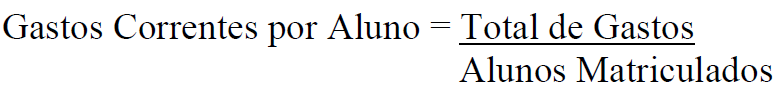 Gastos Correntes por Aluno = Total de Gastos
Alunos Matriculados